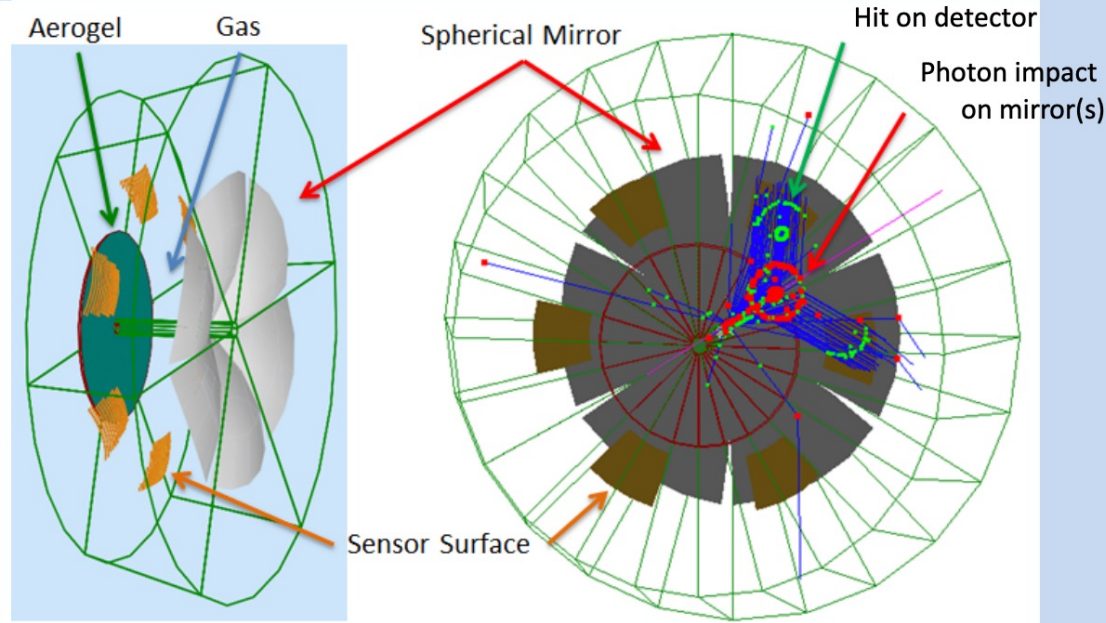 Aerogel
Gas
Spherical Mirror
Hit on detector
Photon impact
on mirror(s)
Sensor Surface